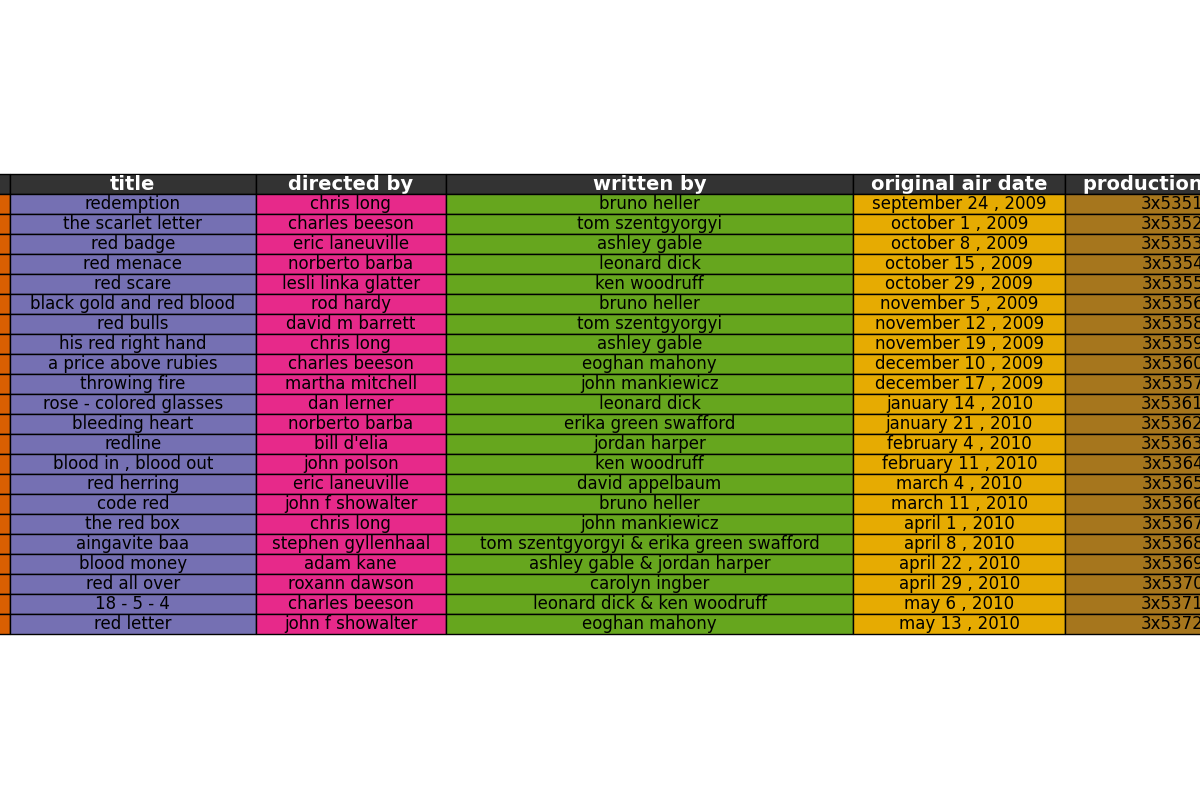 title directed by written by original air date production
redemption chris long bruno heller september 24 , 2009 3x5351
the scarlet letter charles beeson tom szentgyorgyi october 1 , 2009 3x5352
red badge eric laneuville ashley gable october 8 , 2009 3x5353
red menace norberto barba leonard dick october 15 , 2009 3x5354
red scare lesli linka glatter ken woodruff october 29 , 2009 3x5355
black gold and red blood rod hardy bruno heller november 5 , 2009 3x5356
red bulls david m barrett tom szentgyorgyi november 12 , 2009 3x5358
his red right hand chris long ashley gable november 19 , 2009 3x5359
a price above rubies charles beeson eoghan mahony december 10 , 2009 3x5360
throwing fire martha mitchell john mankiewicz december 17 , 2009 3x5357
rose - colored glasses dan lerner leonard dick january 14 , 2010 3x5361
bleeding heart norberto barba erika green swafford january 21 , 2010 3x5362
redline bill d'elia jordan harper february 4 , 2010 3x5363
blood in , blood out john polson ken woodruff february 11 , 2010 3x5364
red herring eric laneuville david appelbaum march 4 , 2010 3x5365
code red john f showalter bruno heller march 11 , 2010 3x5366
the red box chris long john mankiewicz april 1 , 2010 3x5367
aingavite baa stephen gyllenhaal tom szentgyorgyi & erika green swafford april 8 , 2010 3x5368
blood money adam kane ashley gable & jordan harper april 22 , 2010 3x5369
red all over roxann dawson carolyn ingber april 29 , 2010 3x5370
18 - 5 - 4 charles beeson leonard dick & ken woodruff may 6 , 2010 3x5371
red letter john f showalter eoghan mahony may 13 , 2010 3x5372